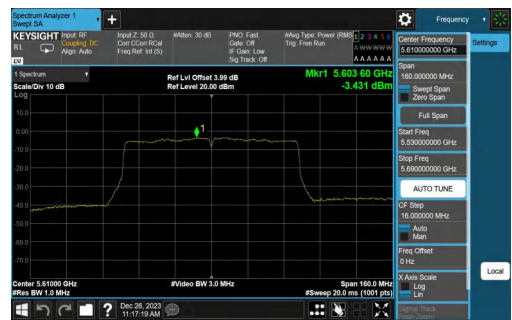 Spectrum Analyzer 1
Swept SA
+
Frequency
KEYSIGHT
RL
LV
Input: RF
Coupling: DC
Align: Auto
Input Z: 50 Ω
Corr CCorr RCal
Freq Ref: Int (S)
#Atten: 30 dB
PNO: Fast
Gate: Off
IF Gain: Low
Sig Track: Off
#Avg Type: Power (RMS
Trig: Free Run
1 2 3 4 5 6
A W W W W W
A A A A A A
1 Spectrum
Scale/Div 10 dB
Log
Ref Lvl Offset 3.99 dB
Ref Level 20.00 dBm
Mkr1 5.603 60 GHz
-3.431 dBm
1
10.0
0.00
-10.0
-20.0
-30.0
-40.0
-50.0
-60.0
-70.0
Center 5.61000 GHz
#Res BW 1.0 MHz
#Video BW 3.0 MHz
Span 160.0 MHz
#Sweep 20.0 ms (1001 pts)
Dec 26, 2023
11:17:19 AM
?
Center Frequency
5.610000000 GHz
Span
160.000000 MHz
Swept Span
Zero Span
Full Span
Start Freq
5.530000000 GHz
Stop Freq
5.690000000 GHz
AUTO TUNE
CF Step
16.000000 MHz
Auto
Man
Freq Offset
0 Hz
X Axis Scale
Log
Lin
Signal Track
Settings
Local